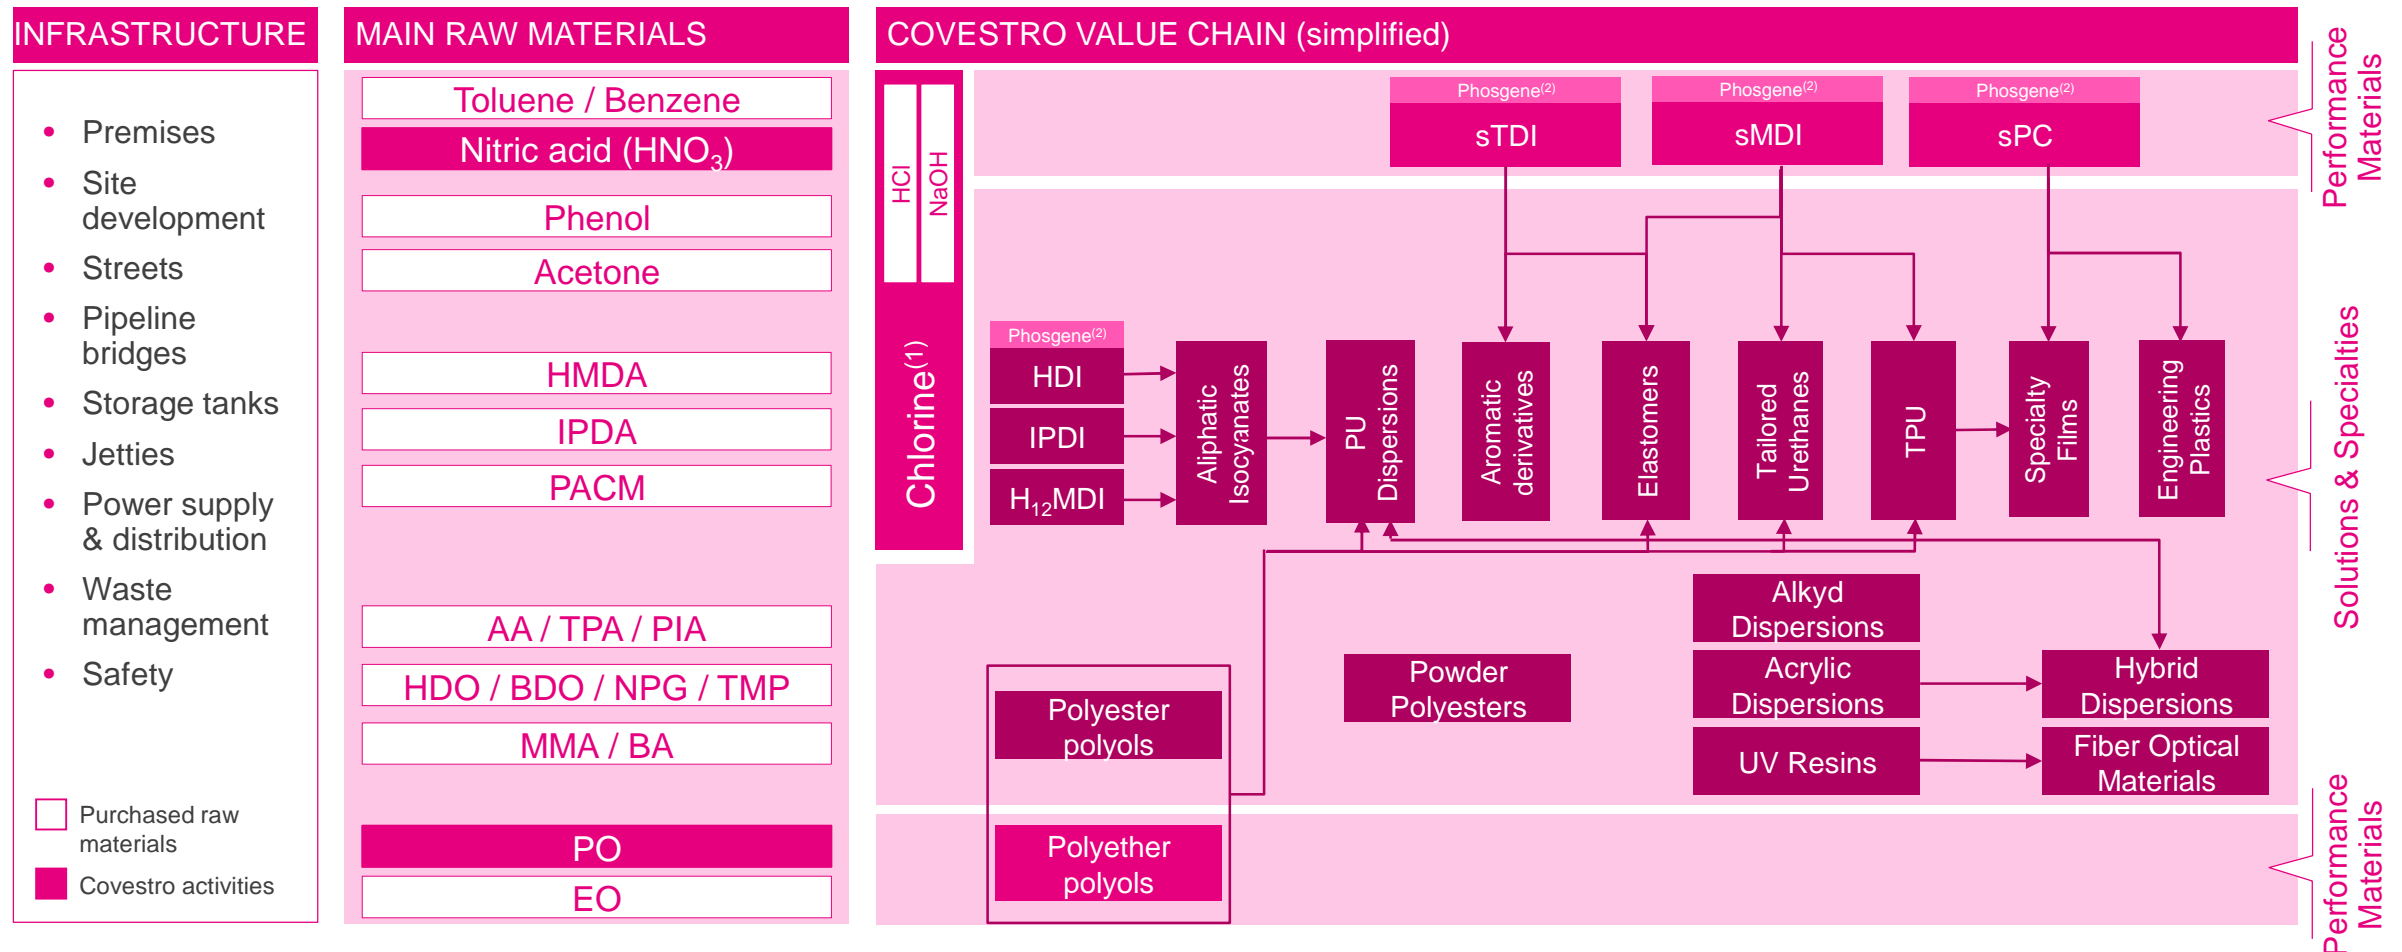 INFRASTRUCTURE
• Premises
• Site
development
• Streets
• Pipeline
bridges
• Storage tanks
• Jetties
• Power supply
& distribution
• Waste
management
• Safety
Purchased raw
materials
Covestro activities
MAIN RAW MATERIALS
Toluene / Benzene
Nitric acid (HNO₃)
Phenol
Acetone
HMDA
IPDA
PACM
AA / TPA / PIA
HDO / BDO / NPG / TMP
MMA / BA
PO
EO
COVESTRO VALUE CHAIN (simplified)
HCl
NaOH
Chlorine⁽¹⁾
Phosgene⁽²⁾
sTDI
Phosgene⁽²⁾
sMDI
Phosgene⁽²⁾
sPC
Phosgene⁽²⁾
HDI
IPDI
H₁₂MDI
Aliphatic
Isocyanates
PU
Dispersions
Aromatic
derivatives
Elastomers
Tailored
Urethanes
TPU
Specialty
Films
Engineering
Plastics
Alkyd
Dispersions
Powder
Polyesters
Acrylic
Dispersions
Hybrid
Dispersions
Polyester
polyols
UV Resins
Fiber Optical
Materials
Polyether
polyols
Performance
Materials
Solutions & Specialties
Performance
Materials